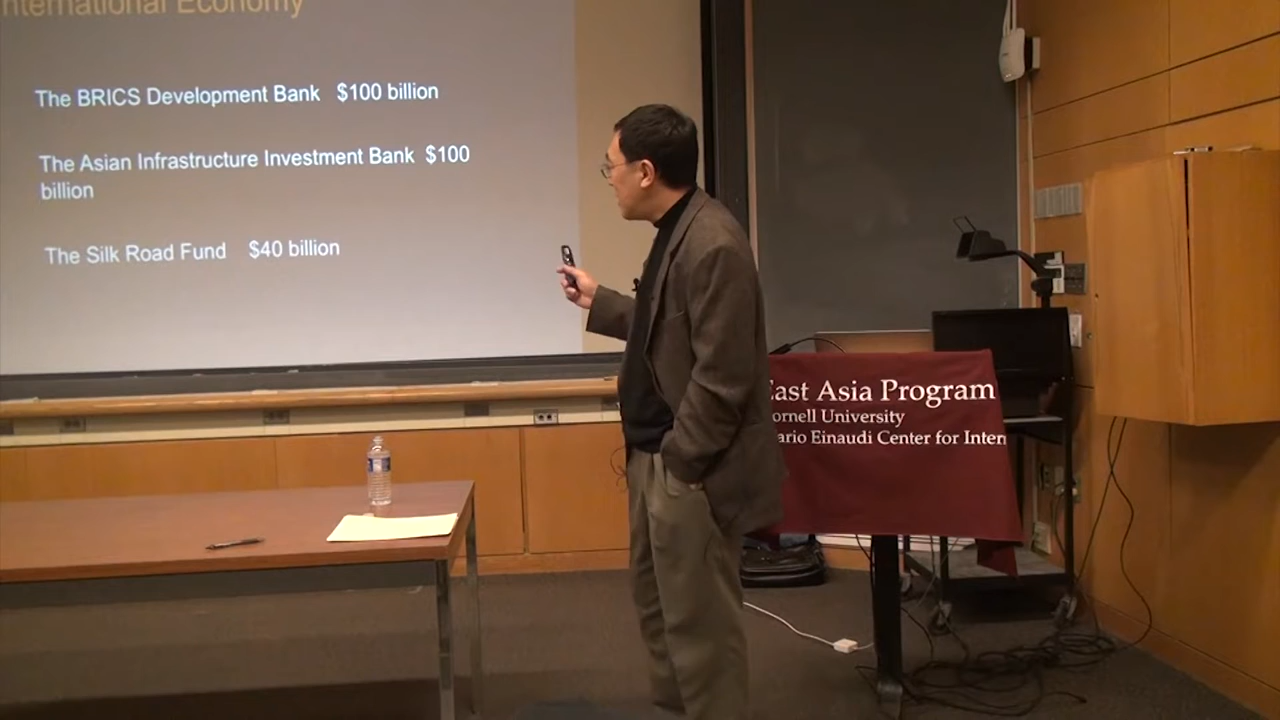 International Economy
The BRICS Development Bank $100 billion
The Asian Infrastructure Investment Bank $100
billion
The Silk Road Fund $40 billion
East Asia Program
ornell University
ario Einaudi Center for Inter